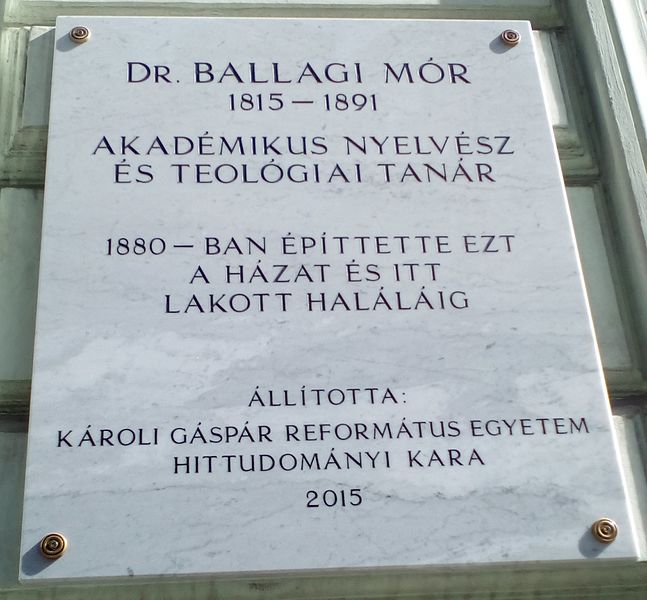 DR. BALLAGI MÓR
1815 – 1891
AKADÉMIKUS NYELVÉSZ
ÉS TEOLÓGIAI TANÁR
1880 – BAN ÉPÍTTETTE EZT
A HÁZAT ÉS ITT
LAKOTT HALÁLÁIG
ÁLLÍTOTTA:
KÁROLI GÁSPÁR REFORMÁTUS EGYETEM
HITTUDOMÁNYI KARA
2015